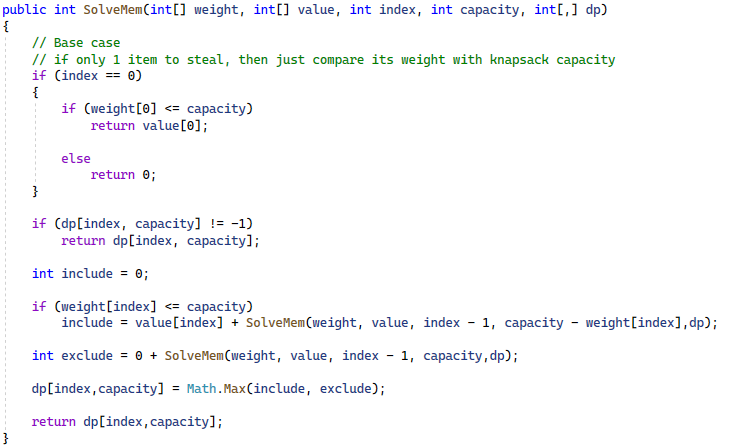 public int SolveMem(int[] weight, int[] value, int index, int capacity, int[,] dp)
{
    // Base case
    // if only 1 item to steal, then just compare its weight with knapsack capacity
    if (index == 0)
    {
        if (weight[0] <= capacity)
            return value[0];

        else
            return 0;
    }

    if (dp[index, capacity] != -1)
        return dp[index, capacity];

    int include = 0;

    if (weight[index] <= capacity)
        include = value[index] + SolveMem(weight, value, index - 1, capacity - weight[index],dp);

    int exclude = 0 + SolveMem(weight, value, index - 1, capacity,dp);

    dp[index,capacity] = Math.Max(include, exclude);

    return dp[index,capacity];
}